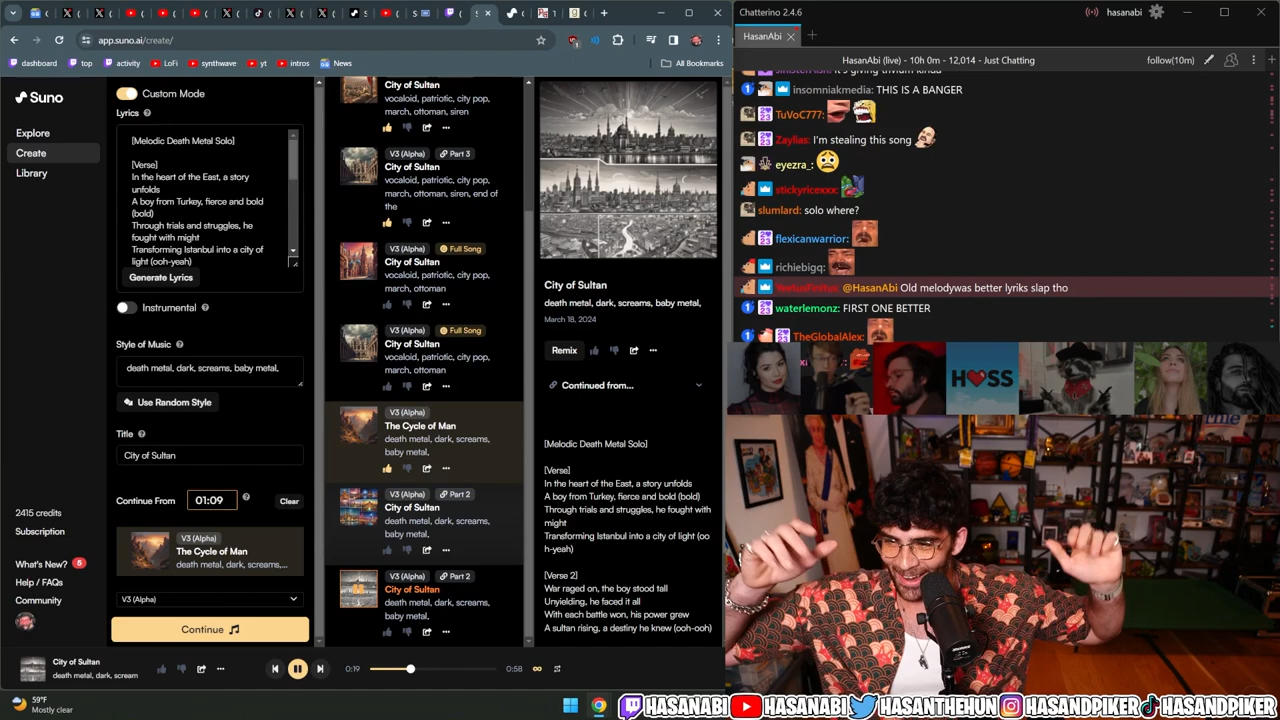 app.suno.ai/create/
dashboard
top
activity
LoFi
synthwave
yt
intros
News
All Bookmarks
Suno
Explore
Create
Library
2415 credits
Subscription
What's New? 6
Help / FAQs
Community
Custom Mode
Lyrics
[Melodic Death Metal Solo]
[Verse]
In the heart of the East, a story
unfolds
A boy from Turkey, fierce and bold
(bold)
Through trials and struggles, he
fought with might
Transforming Istanbul into a city of
light (ooh-yeah)
Generate Lyrics
Instrumental
Style of Music
death metal, dark, screams, baby metal,
Use Random Style
Title
City of Sultan
Continue From 01:09 Clear
V3 (Alpha)
The Cycle of Man
death metal, dark, screams,...
V3 (Alpha)
Continue
City of Sultan
vocaloid, patriotic, city pop,
march, ottoman, siren
V3 (Alpha) Part 3
City of Sultan
vocaloid, patriotic, city pop,
march, ottoman, siren, end of
the
V3 (Alpha) Full Song
City of Sultan
vocaloid, patriotic, city pop,
march, ottoman
V3 (Alpha) Full Song
City of Sultan
vocaloid, patriotic, city pop,
march, ottoman
V3 (Alpha)
The Cycle of Man
death metal, dark, screams,
baby metal,
V3 (Alpha) Part 2
City of Sultan
death metal, dark, screams,
baby metal,
V3 (Alpha) Part 2
City of Sultan
death metal, dark, screams,
baby metal,
City of Sultan
death metal, dark, screams, baby metal,
March 18, 2024
Remix
Continued from...
[Melodic Death Metal Solo]
[Verse]
In the heart of the East, a story unfolds
A boy from Turkey, fierce and bold (bold)
Through trials and struggles, he fought with
might
Transforming Istanbul into a city of light (oo
h-yeah)
[Verse 2]
War raged on, the boy stood tall
Unyielding, he faced it all
With each battle won, his power grew
A sultan rising, a destiny he knew (ooh-ooh)
City of Sultan
death metal, dark, scream
0:19
0:58
59°F
Mostly clear
Chatterino 2.4.6
hasanabi
HasanAbi
HasanAbi (live) - 10h 0m - 12,014 - Just Chatting
follow(10m)
insomniakmedia: THIS IS A BANGER
TuVoC777:
Zaylias: I'm stealing this song
eyezra_:
stickyricexxx:
slumlard: solo where?
flexicanwarrior:
richiebigq:
@HasanAbi Old melodywas better lyriks slap tho
waterlemonz: FIRST ONE BETTER
TheGlobalAlex:
H SS
HASANABI
HASANABI
HASANTHEHUN
HASANDPIKER
HASANDPIKER